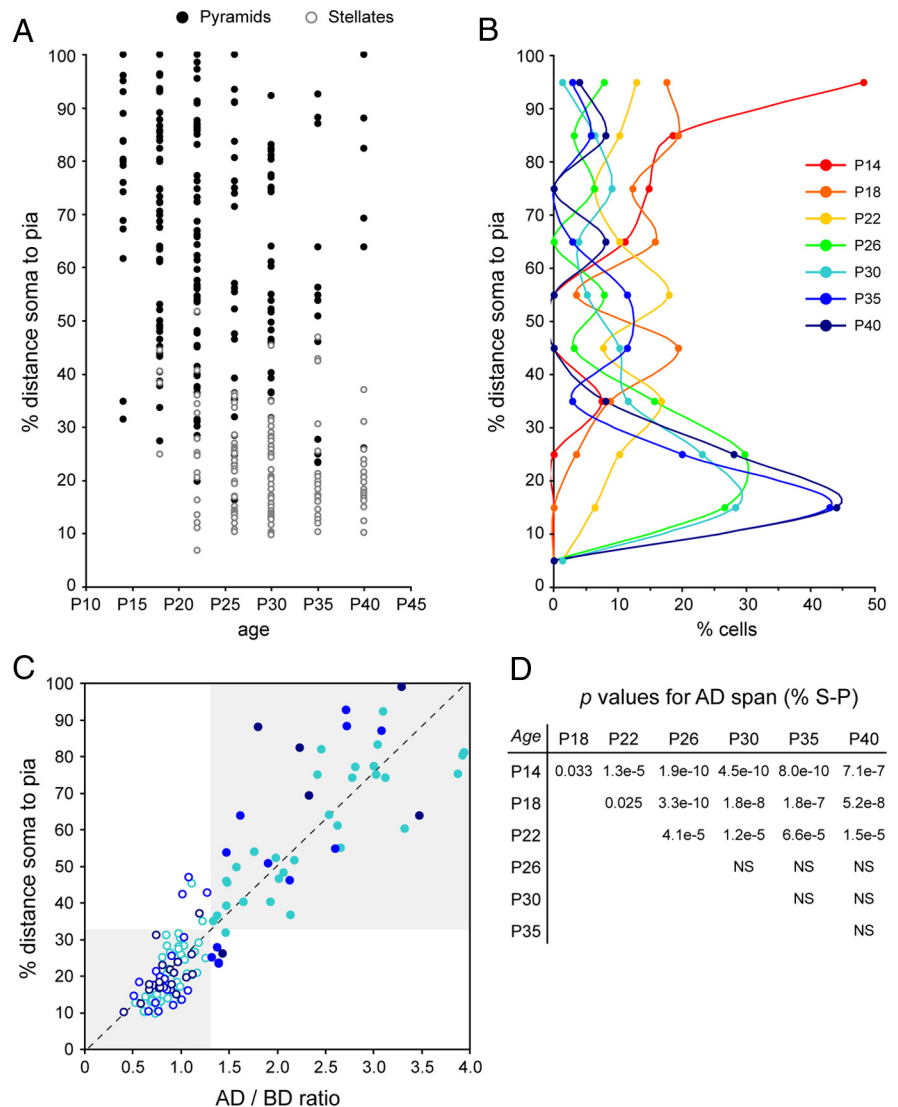 A
Pyramids
Stellates
100
90
80
70
60
50
40
30
20
10
0
% distance soma to pia
P10 P15 P20 P25 P30 P35 P40 P45
age
B
100
90
80
70
60
50
40
30
20
10
0
% distance soma to pia
P14
P18
P22
P26
P30
P35
P40
0 10 20 30 40 50
% cells
C
100
90
80
70
60
50
40
30
20
10
0
% distance soma to pia
0 0.5 1.0 1.5 2.0 2.5 3.0 3.5 4.0
AD / BD ratio
D
p values for AD span (% S-P)
Age P18 P22 P26 P30 P35 P40
P14 0.033 1.3e-5 1.9e-10 4.5e-10 8.0e-10 7.1e-7
P18 0.025 3.3e-10 1.8e-8 1.8e-7 5.2e-8
P22 4.1e-5 1.2e-5 6.6e-5 1.5e-5
P26 NS NS NS
P30 NS NS
P35 NS